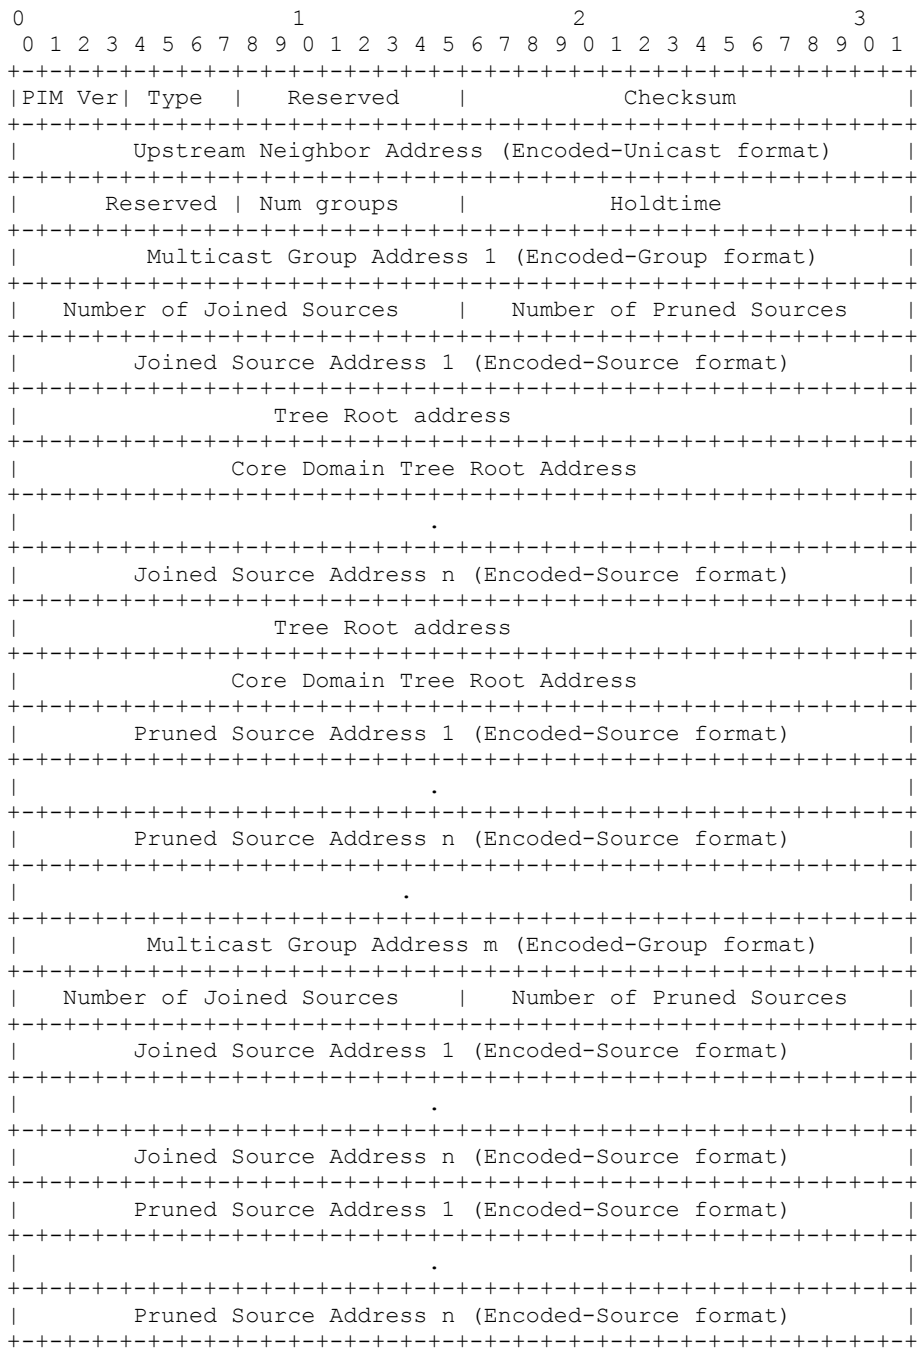 0                   1                   2                   3
 0 1 2 3 4 5 6 7 8 9 0 1 2 3 4 5 6 7 8 9 0 1 2 3 4 5 6 7 8 9 0 1
+-+-+-+-+-+-+-+-+-+-+-+-+-+-+-+-+-+-+-+-+-+-+-+-+-+-+-+-+-+-+-+-+
|PIM Ver| Type  |   Reserved    |           Checksum            |
+-+-+-+-+-+-+-+-+-+-+-+-+-+-+-+-+-+-+-+-+-+-+-+-+-+-+-+-+-+-+-+-+
|        Upstream Neighbor Address (Encoded-Unicast format)     |
+-+-+-+-+-+-+-+-+-+-+-+-+-+-+-+-+-+-+-+-+-+-+-+-+-+-+-+-+-+-+-+-+
|      Reserved | Num groups    |          Holdtime             |
+-+-+-+-+-+-+-+-+-+-+-+-+-+-+-+-+-+-+-+-+-+-+-+-+-+-+-+-+-+-+-+-+
|         Multicast Group Address 1 (Encoded-Group format)      |
+-+-+-+-+-+-+-+-+-+-+-+-+-+-+-+-+-+-+-+-+-+-+-+-+-+-+-+-+-+-+-+-+
|   Number of Joined Sources    |   Number of Pruned Sources    |
+-+-+-+-+-+-+-+-+-+-+-+-+-+-+-+-+-+-+-+-+-+-+-+-+-+-+-+-+-+-+-+-+
|        Joined Source Address 1 (Encoded-Source format)        |
+-+-+-+-+-+-+-+-+-+-+-+-+-+-+-+-+-+-+-+-+-+-+-+-+-+-+-+-+-+-+-+-+
|                  Tree Root address                            |
+-+-+-+-+-+-+-+-+-+-+-+-+-+-+-+-+-+-+-+-+-+-+-+-+-+-+-+-+-+-+-+-+
|               Core Domain Tree Root Address                   |
+-+-+-+-+-+-+-+-+-+-+-+-+-+-+-+-+-+-+-+-+-+-+-+-+-+-+-+-+-+-+-+-+
|                             .                                 |
+-+-+-+-+-+-+-+-+-+-+-+-+-+-+-+-+-+-+-+-+-+-+-+-+-+-+-+-+-+-+-+-+
|        Joined Source Address n (Encoded-Source format)        |
+-+-+-+-+-+-+-+-+-+-+-+-+-+-+-+-+-+-+-+-+-+-+-+-+-+-+-+-+-+-+-+-+
|                  Tree Root address                            |
+-+-+-+-+-+-+-+-+-+-+-+-+-+-+-+-+-+-+-+-+-+-+-+-+-+-+-+-+-+-+-+-+
|               Core Domain Tree Root Address                   |
+-+-+-+-+-+-+-+-+-+-+-+-+-+-+-+-+-+-+-+-+-+-+-+-+-+-+-+-+-+-+-+-+
|        Pruned Source Address 1 (Encoded-Source format)        |
+-+-+-+-+-+-+-+-+-+-+-+-+-+-+-+-+-+-+-+-+-+-+-+-+-+-+-+-+-+-+-+-+
|                             .                                 |
+-+-+-+-+-+-+-+-+-+-+-+-+-+-+-+-+-+-+-+-+-+-+-+-+-+-+-+-+-+-+-+-+
|        Pruned Source Address n (Encoded-Source format)        |
+-+-+-+-+-+-+-+-+-+-+-+-+-+-+-+-+-+-+-+-+-+-+-+-+-+-+-+-+-+-+-+-+
|                           .                                   |
+-+-+-+-+-+-+-+-+-+-+-+-+-+-+-+-+-+-+-+-+-+-+-+-+-+-+-+-+-+-+-+-+
|         Multicast Group Address m (Encoded-Group format)      |
+-+-+-+-+-+-+-+-+-+-+-+-+-+-+-+-+-+-+-+-+-+-+-+-+-+-+-+-+-+-+-+-+
|   Number of Joined Sources    |   Number of Pruned Sources    |
+-+-+-+-+-+-+-+-+-+-+-+-+-+-+-+-+-+-+-+-+-+-+-+-+-+-+-+-+-+-+-+-+
|        Joined Source Address 1 (Encoded-Source format)        |
+-+-+-+-+-+-+-+-+-+-+-+-+-+-+-+-+-+-+-+-+-+-+-+-+-+-+-+-+-+-+-+-+
|                             .                                 |
+-+-+-+-+-+-+-+-+-+-+-+-+-+-+-+-+-+-+-+-+-+-+-+-+-+-+-+-+-+-+-+-+
|        Joined Source Address n (Encoded-Source format)        |
+-+-+-+-+-+-+-+-+-+-+-+-+-+-+-+-+-+-+-+-+-+-+-+-+-+-+-+-+-+-+-+-+
|        Pruned Source Address 1 (Encoded-Source format)        |
+-+-+-+-+-+-+-+-+-+-+-+-+-+-+-+-+-+-+-+-+-+-+-+-+-+-+-+-+-+-+-+-+
|                             .                                 |
+-+-+-+-+-+-+-+-+-+-+-+-+-+-+-+-+-+-+-+-+-+-+-+-+-+-+-+-+-+-+-+-+
|        Pruned Source Address n (Encoded-Source format)        |
+-+-+-+-+-+-+-+-+-+-+-+-+-+-+-+-+-+-+-+-+-+-+-+-+-+-+-+-+-+-+-+-+